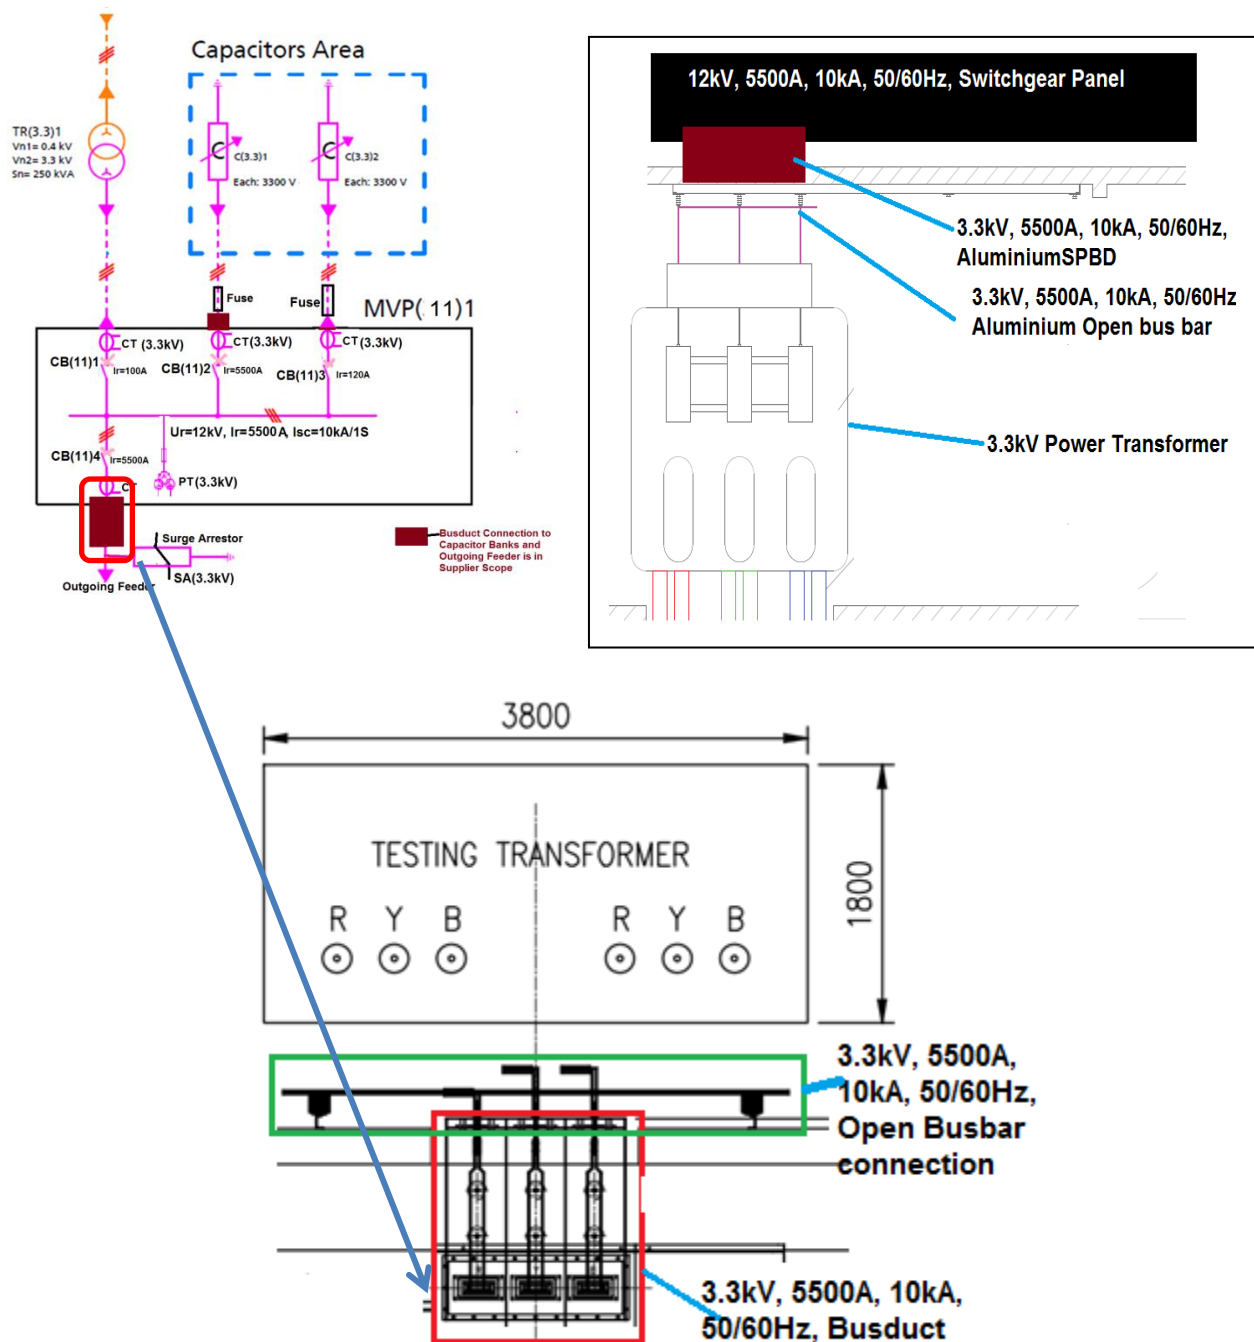 Capacitors Area
TR(3.3)1
Vn1= 0.4 kV
Vn2= 3.3 kV
Sn= 250 kVA
C
C(3.3)1
Each: 3300 V
C
C(3.3)2
Each: 3300 V
Fuse
Fuse
MVP(11)1
CT (3.3kV)
CT(3.3kV)
CT(3.3kV)
CB(11)1
Ir=100A
CB(11)2
Ir=5500A
CB(11)3
Ir=120A
Ur=12kV, Ir=5500A, Isc=10kA/1S
CB(11)4
Ir=5500A
CT
PT(3.3kV)
Surge Arrestor
SA(3.3kV)
Outgoing Feeder
Busduct Connection to
Capacitor Banks and
Outgoing Feeder is in
Supplier Scope
12kV, 5500A, 10kA, 50/60Hz, Switchgear Panel
3.3kV, 5500A, 10kA, 50/60Hz,
AluminiumSPBD
3.3kV, 5500A, 10kA, 50/60Hz
Aluminium Open bus bar
3.3kV Power Transformer
3800
TESTING TRANSFORMER
R Y B R Y B
1800
3.3kV, 5500A,
10kA, 50/60Hz,
Open Busbar
connection
3.3kV, 5500A, 10kA,
50/60Hz, Busduct